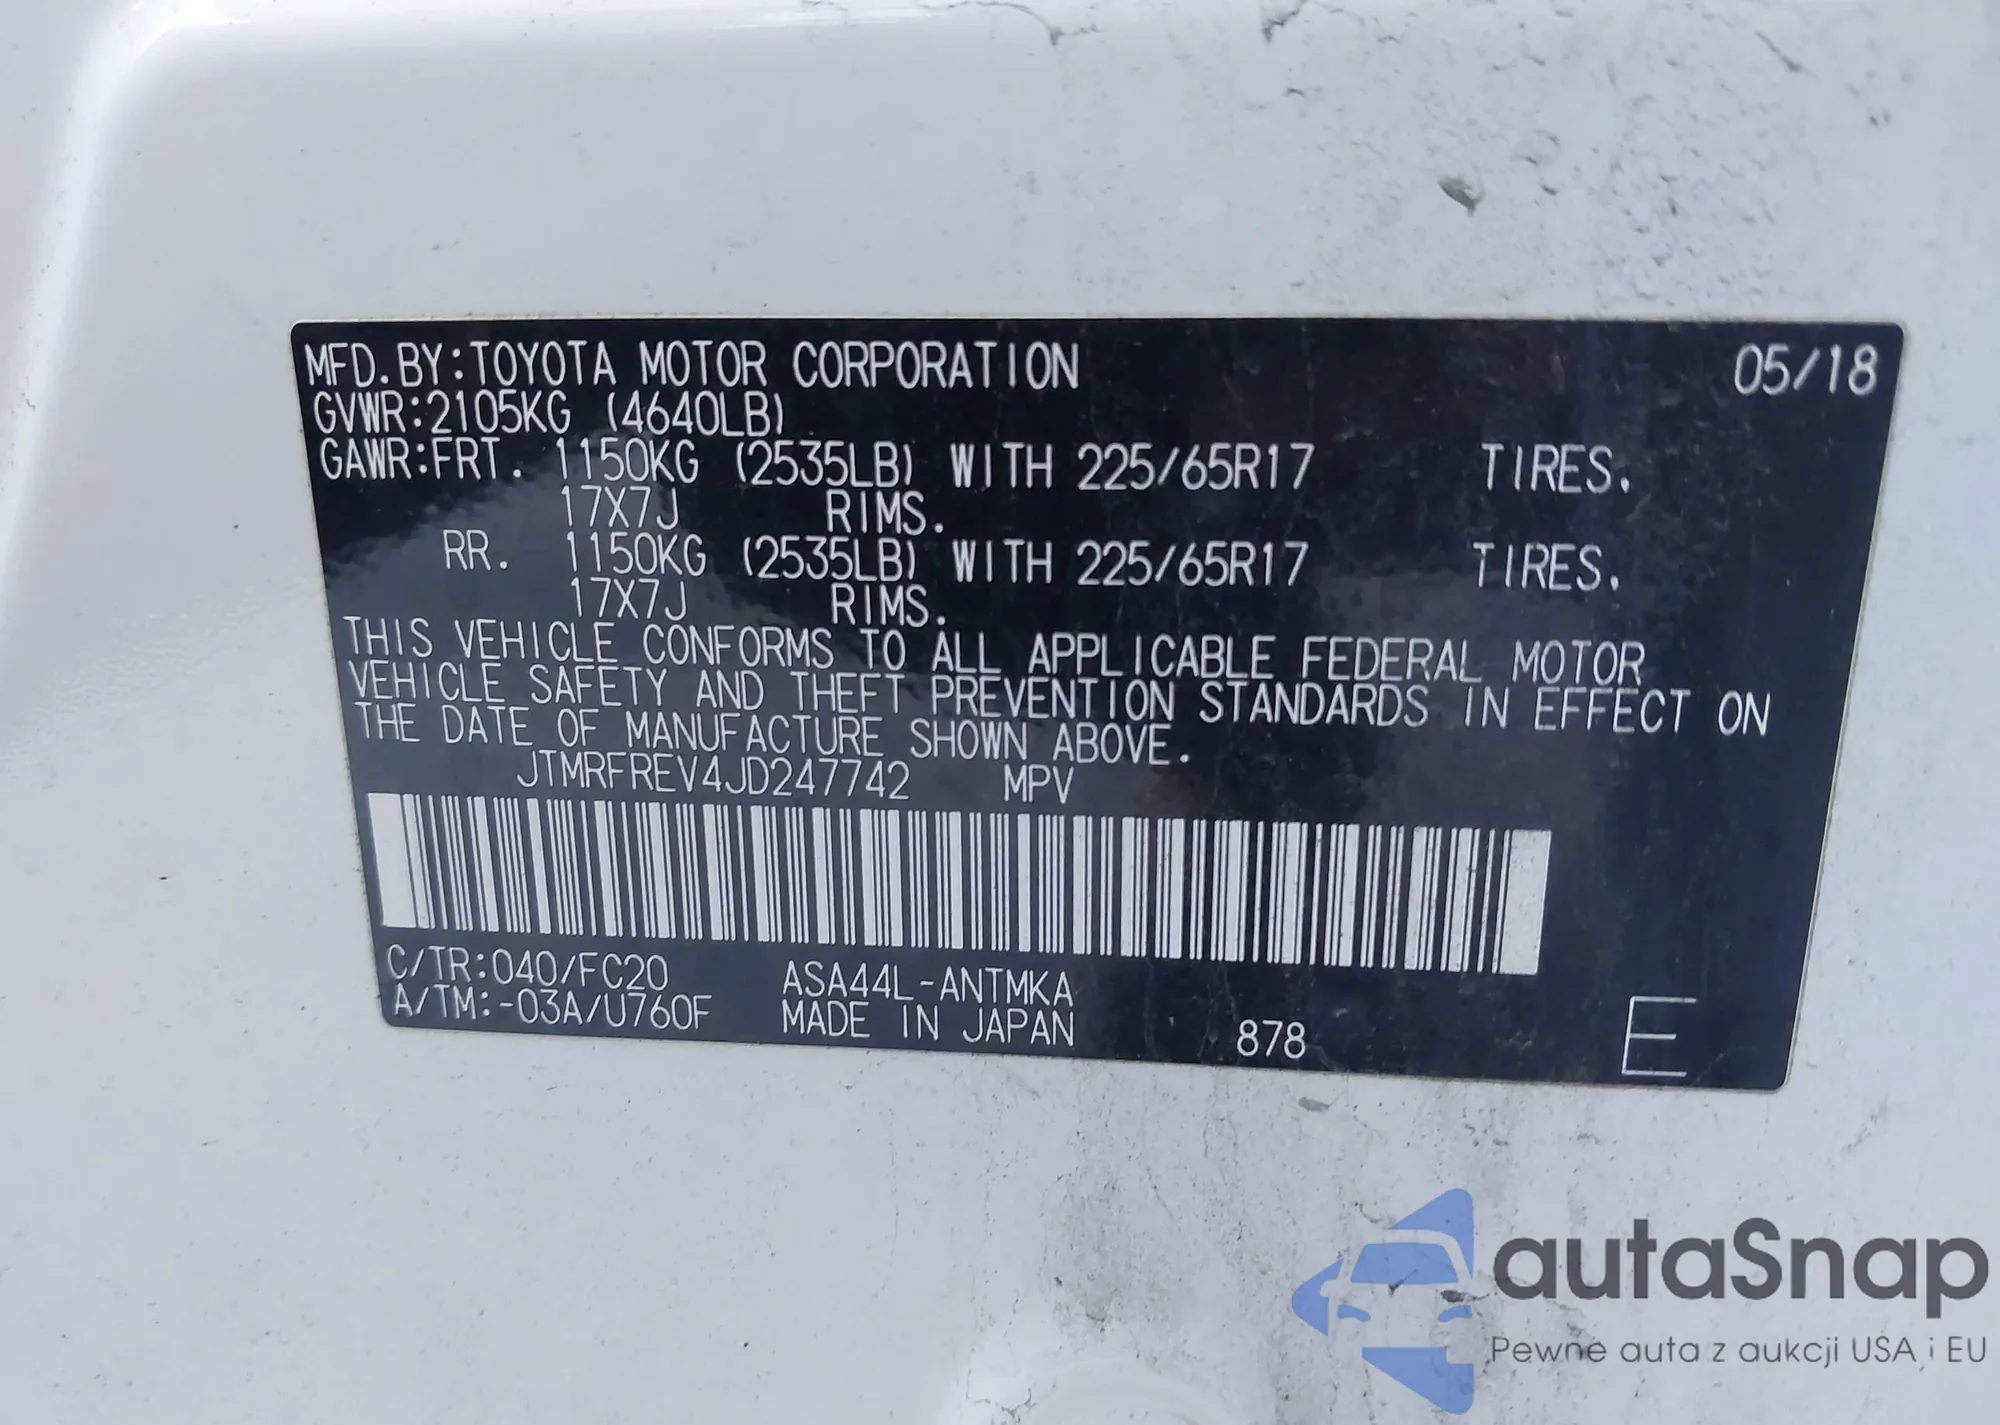 MFD.BY:TOYOTA MOTOR CORPORATION 05/18
GVWR:2105KG (4640LB)
GAWR:FRT. 1150KG (2535LB) WITH 225/65R17 TIRES.
17X7J RIMS.
RR. 1150KG (2535LB) WITH 225/65R17 TIRES.
17X7J RIMS.
THIS VEHICLE CONFORMS TO ALL APPLICABLE FEDERAL MOTOR
VEHICLE SAFETY AND THEFT PREVENTION STANDARDS IN EFFECT ON
THE DATE OF MANUFACTURE SHOWN ABOVE.
JTMRFREV4JD247742 MPV
C/TR:040/FC20 ASA44L-ANTMKA
A/TM:-03A/U760F MADE IN JAPAN 878 E
autaSnap
Pewne auta z aukcji USA i EU